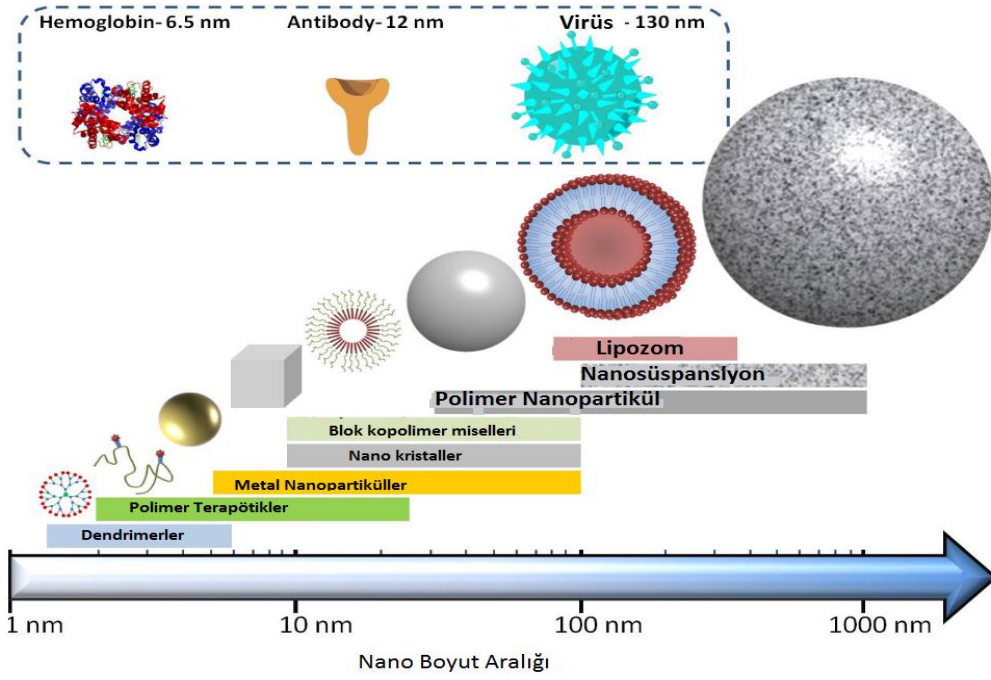 Hemoglobin- 6.5 nm
Antibody- 12 nm
Virüs - 130 nm
Lipozom
Nanosüspanslyon
Polimer Nanopartikül
Blok kopolimer miselleri
Nano kristaller
Metal Nanopartiküller
Polimer Terapötikler
Dendrimerler
1 nm
10 nm
100 nm
1000 nm
Nano Boyut Aralığı